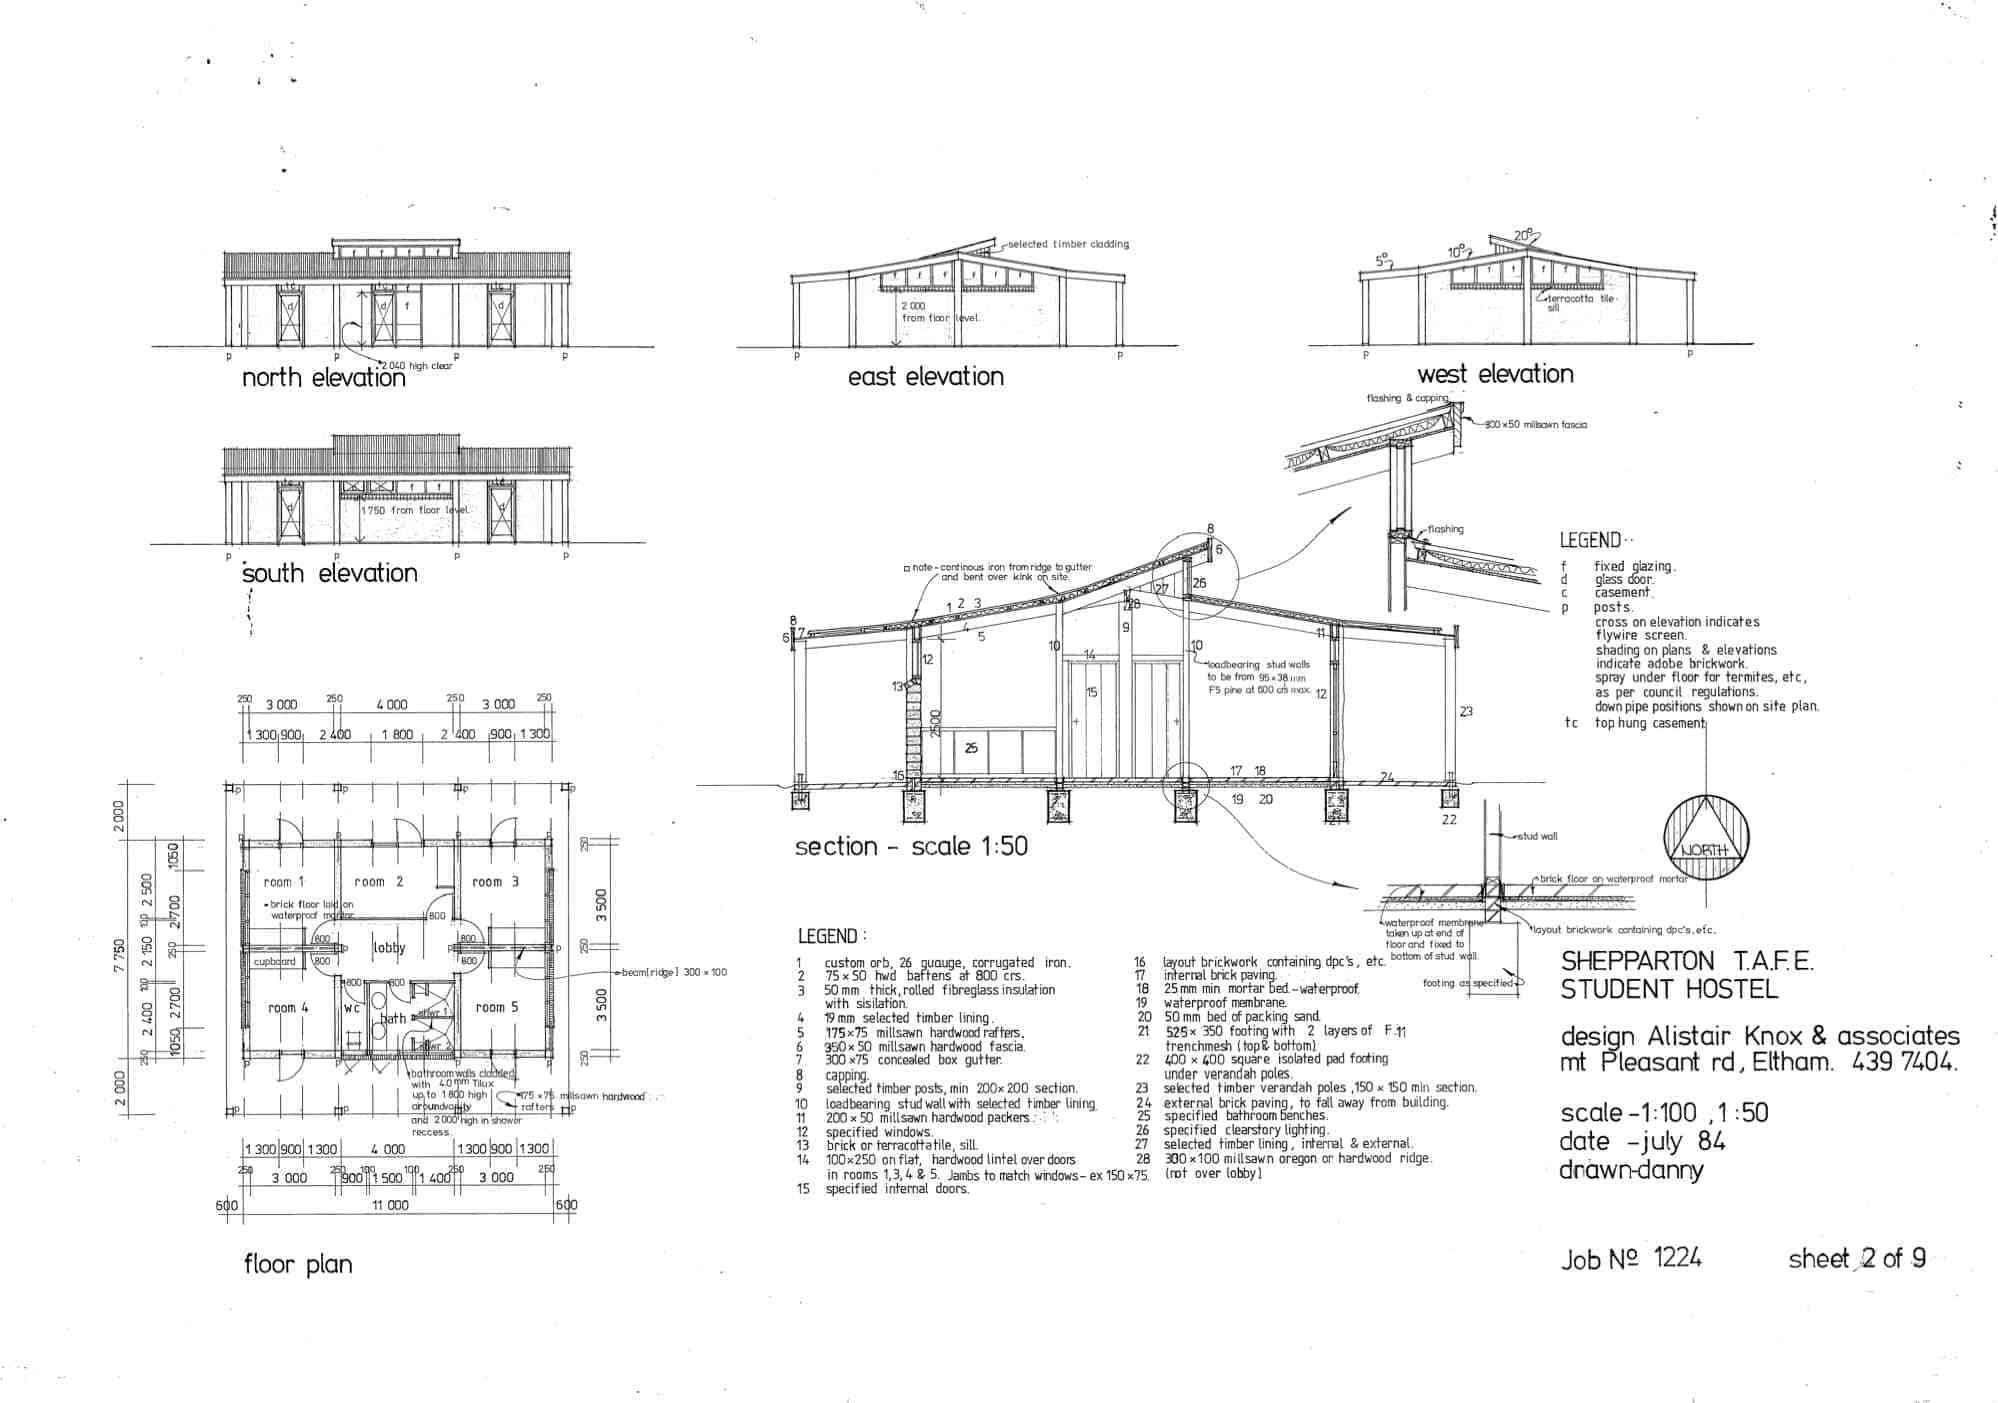 f f f f
tc tc f tc
d d f d
p p p p
2 040 high clear
north elevation
selected timber cladding
f f f f f f
2 000
from floor level.
p p
east elevation
5° 10° 20°
f f f f f f
terracotta tile
sill
p p
west elevation
tc tc
f f
d d
1 750 from floor level.
p p p p
south elevation
flashing & capping
300×50 millsawn fascia
flashing
note - continous iron from ridge to gutter
and bent over kink on site.
8
6
26
27
28
1 2 3
4
5
8
6 7
9
10
10
11
12
12
13
14
15
16
2500
25
loadbearing stud walls
to be from 95×38mm
F5 pine at 600 crs max.
17 18
19 20
21
22
23
24
section - scale 1:50
LEGEND
f fixed glazing.
d glass door.
c casement.
p posts.
cross on elevation indicates
flywire screen.
shading on plans & elevations
indicate adobe brickwork.
spray under floor for termites, etc,
as per council regulations.
down pipe positions shown on site plan.
tc top hung casement
NORTH
stud wall
brick floor on waterproof mortar
waterproof membrane
taken up at end of
floor and fixed to
bottom of stud wall.
layout brickwork containing dpc's, etc.
footing as specified
250 3 000 250 4 000 250 3 000 250
1 300 900 2 400 1 800 2 400 900 1 300
2 000
7 750
2 000
2 500
100
2 150
100
2 400
250
1050
2 700
250
2 700
1050
250
3 500
250
3 500
250
p p p p
room 1
room 2
room 3
brick floor laid on
waterproof mortar
800
800
lobby
cupboard
800
600
800 800
room 4
wc
bath
shwr 1
shwr 2
room 5
beam (ridge) 300 × 100
p p p p
bathroom walls cladded
with 4.0mm Tilux
up to 1 800 high
around vanity
and 2 000 high in shower
reccess.
175 × 75 millsawn hardwood
rafters
1 300 900 1 300 4 000 1 300 900 1 300
250 250 100 100 250 250
3 000 900 1 500 1 400 3 000
600 11 000 600
floor plan
LEGEND :
1 custom orb, 26 guauge, corrugated iron.
2 75 × 50 hwd battens at 800 crs.
3 50 mm thick, rolled fibreglass insulation
with sisilation.
4 19 mm selected timber lining.
5 175×75 millsawn hardwood rafters.
6 350×50 millsawn hardwood fascia.
7 300 ×75 concealed box gutter.
8 capping.
9 selected timber posts, min 200× 200 section.
10 loadbearing stud wall with selected timber lining.
11 200 × 50 millsawn hardwood packers.
12 specified windows.
13 brick or terracotta tile, sill.
14 100×250 on flat, hardwood lintel over doors
in rooms 1,3,4 & 5. Jambs to match windows - ex 150 ×75.
15 specified internal doors.
16 layout brickwork containing dpc's, etc.
17 internal brick paving.
18 25mm min mortar bed - waterproof.
19 waterproof membrane.
20 50 mm bed of packing sand.
21 525 × 350 footing with 2 layers of F.11
trenchmesh (top & bottom)
22 400 × 400 square isolated pad footing
under verandah poles.
23 selected timber verandah poles, 150 × 150 min section.
24 external brick paving, to fall away from building.
25 specified bathroom benches.
26 specified clearstory lighting.
27 selected timber lining, internal & external.
28 300×100 millsawn oregon or hardwood ridge.
(not over lobby)
SHEPPARTON T.A.F.E.
STUDENT HOSTEL
design Alistair Knox & associates
mt Pleasant rd, Eltham. 439 7404.
scale -1:100 ,1:50
date - july 84
drawn-danny
Job Nº 1224 sheet 2 of 9